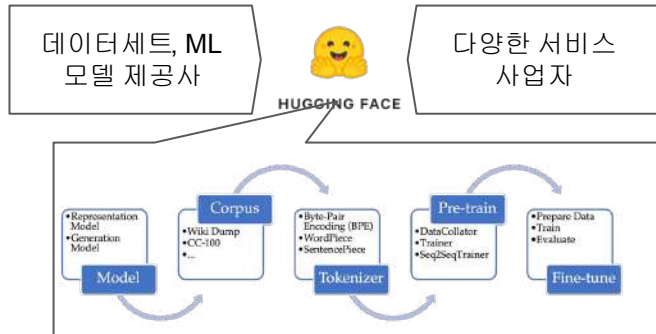 데이터세트, ML
모델 제공사
HUGGING FACE
다양한 서비스
사업자
•Representation
Model
•Generation
Model
Model
Corpus
•Wiki Dump
•CC-100
•...
•Byte-Pair
Encoding (BPE)
•WordPiece
•SentencePiece
Tokenizer
Pre-train
•DataCollator
•Trainer
•Seq2SeqTrainer
•Prepare Data
•Train
•Evaluate
Fine-tune